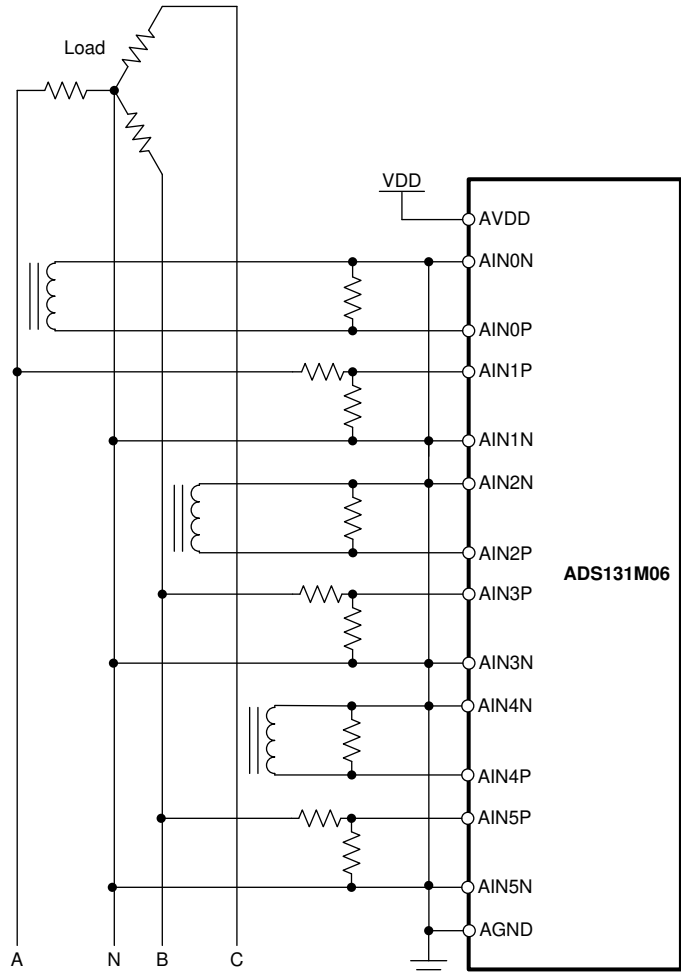 Load
VDD
AVDD
AIN0N
AIN0P
AIN1P
AIN1N
AIN2N
AIN2P
ADS131M06
AIN3P
AIN3N
AIN4N
AIN4P
AIN5P
AIN5N
AGND
A N B C